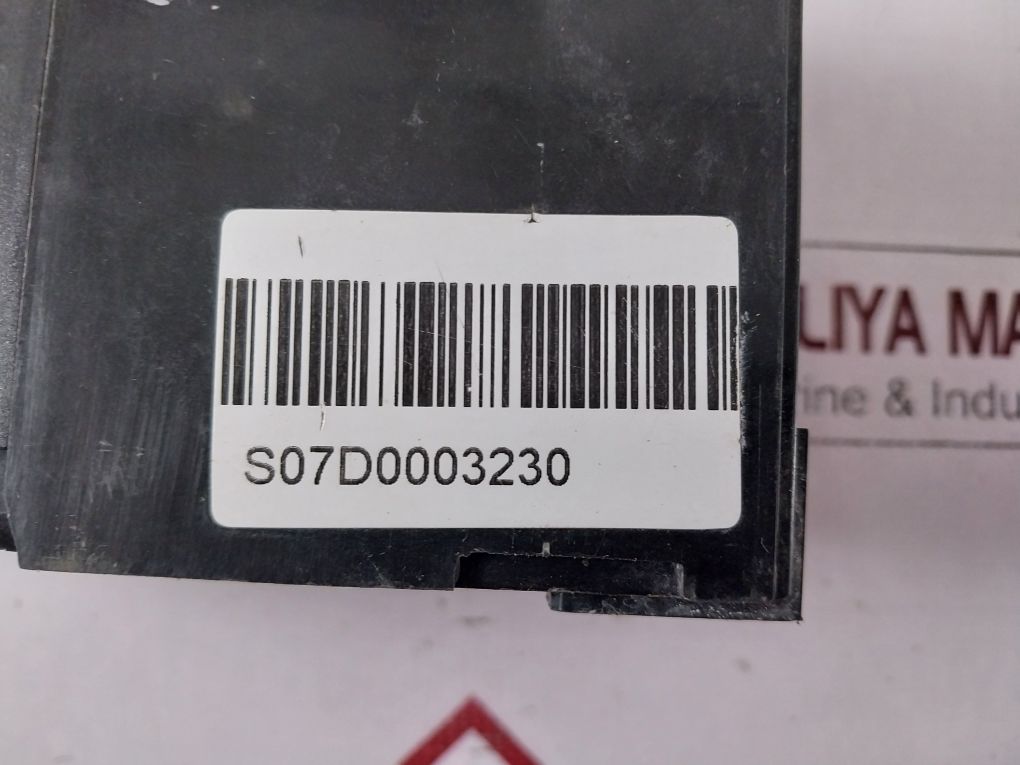 S07D0003230
LIYA MA
rine & Indu